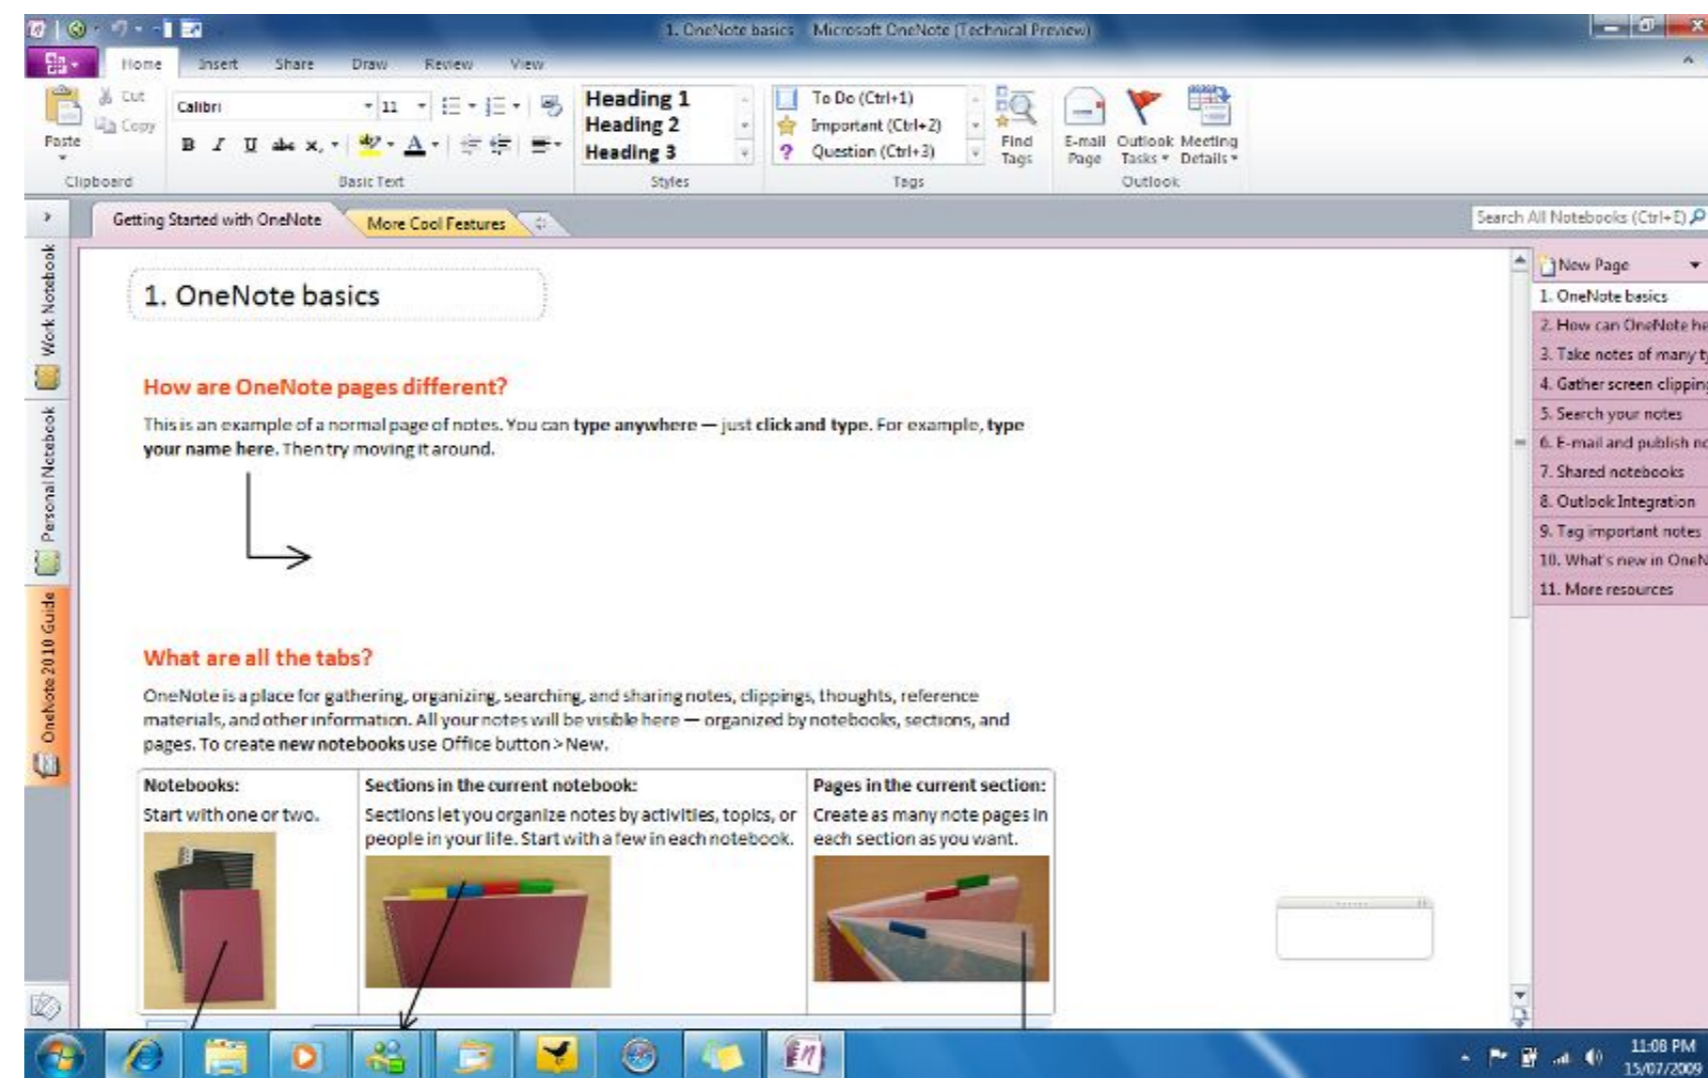 1. OneNote basics - Microsoft OneNote (Technical Preview)
Home Insert Share Draw Review View
Paste
Cut
Copy
Clipboard
Calibri 11
B I U abc x,
A
Basic Text
Heading 1
Heading 2
Heading 3
Styles
To Do (Ctrl+1)
Important (Ctrl+2)
Question (Ctrl+3)
Tags
Find
Tags
E-mail
Page
Outlook
Tasks
Meeting
Details
Outlook
Getting Started with OneNote More Cool Features
Search All Notebooks (Ctrl+E)
Work Notebook
Personal Notebook
OneNote 2010 Guide
1. OneNote basics
How are OneNote pages different?
This is an example of a normal page of notes. You can type anywhere — just click and type. For example, type
your name here. Then try moving it around.
What are all the tabs?
OneNote is a place for gathering, organizing, searching, and sharing notes, clippings, thoughts, reference
materials, and other information. All your notes will be visible here — organized by notebooks, sections, and
pages. To create new notebooks use Office button > New.
Notebooks:
Start with one or two.
Sections in the current notebook:
Sections let you organize notes by activities, topics, or
people in your life. Start with a few in each notebook.
Pages in the current section:
Create as many note pages in
each section as you want.
New Page
1. OneNote basics
2. How can OneNote he
3. Take notes of many ty
4. Gather screen clipping
5. Search your notes
6. E-mail and publish no
7. Shared notebooks
8. Outlook Integration
9. Tag important notes
10. What's new in OneN
11. More resources
11:08 PM
15/07/2009